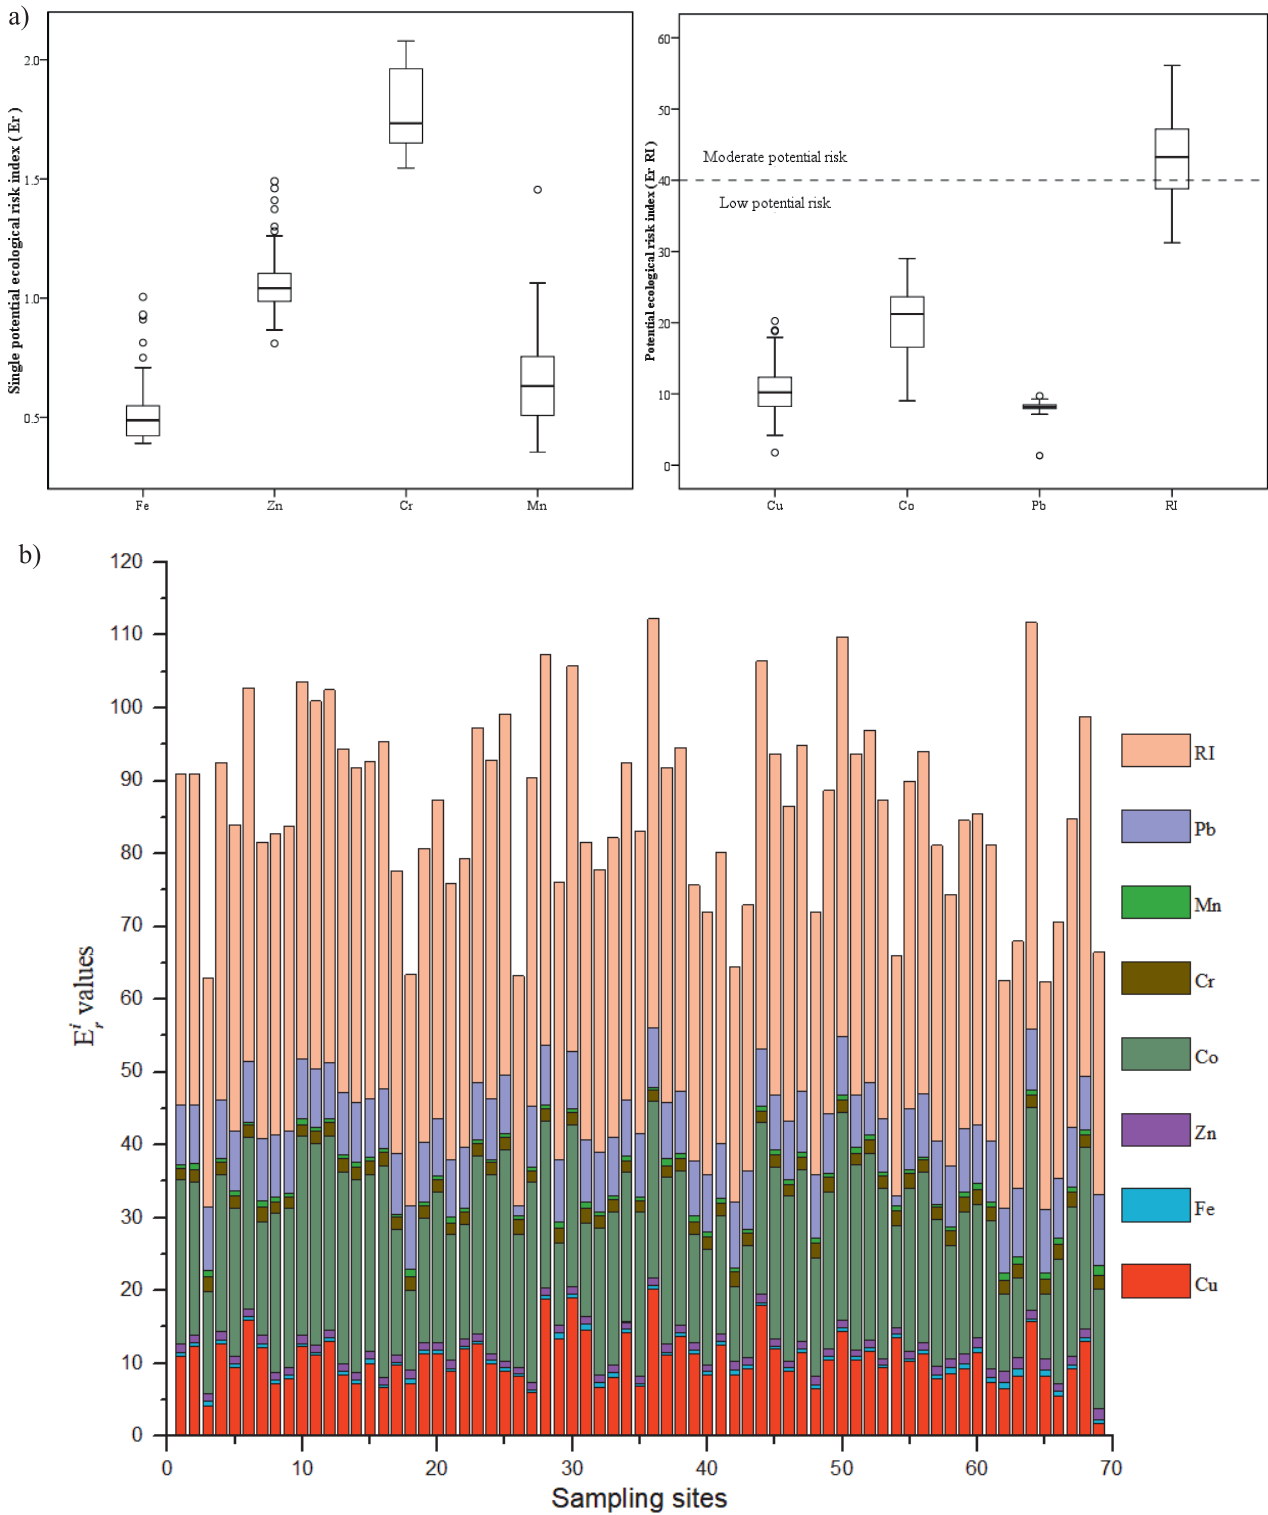 a)
Single potential ecological risk index ( Er )
2.0
1.5
1.0
0.5
Fe
Zn
Cr
Mn
Potential ecological risk index ( Er RI )
60
50
40
30
20
10
0
Moderate potential risk
Low potential risk
Cu
Co
Pb
RI
b)
E^i_r values
120
110
100
90
80
70
60
50
40
30
20
10
0
0
10
20
30
40
50
60
70
Sampling sites
RI
Pb
Mn
Cr
Co
Zn
Fe
Cu